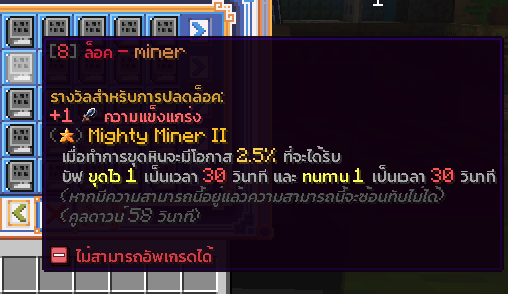 1
[8] ล็อค – miner
รางวัลสำหรับการปลดล็อค:
+1 ความแข็งแกร่ง
(★) Mighty Miner II
เมื่อทำการขุดหินจะมีโอกาส 2.5% ที่จะได้รับ
บัฟ ขุดไว 1 เป็นเวลา 30 วินาที และ ทนทาน 1 เป็นเวลา 30 วินาที
(หากมีความสามารถนี้อยู่แล้วความสามารถนี้จะซ้อนทับไม่ได้)
(คูลดาวน์ 58 วินาที)
ไม่สามารถอัพเกรดได้